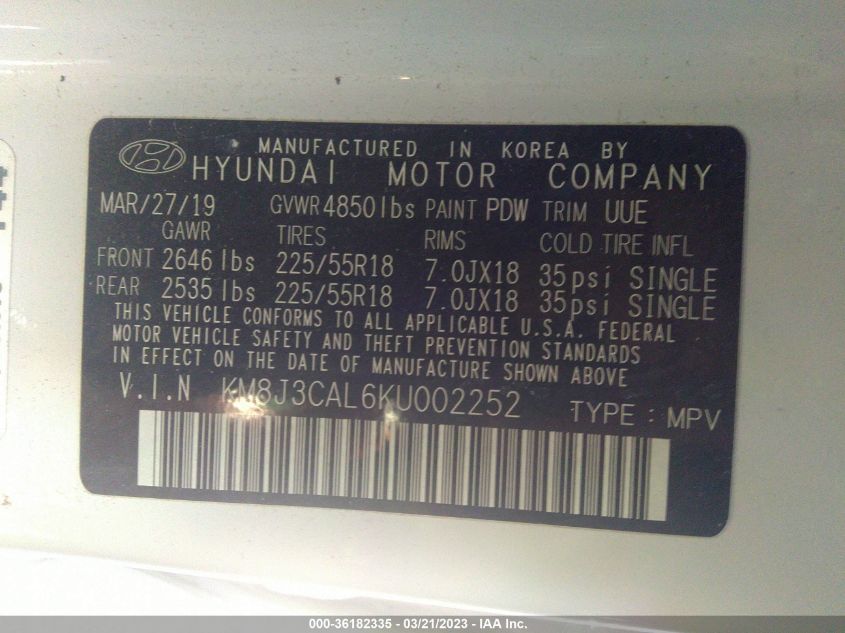 MANUFACTURED IN KOREA BY
HYUNDAI MOTOR COMPANY
MAR/27/19 GVWR 4850lbs PAINT PDW TRIM UUE
GAWR TIRES RIMS COLD TIRE INFL
FRONT 2646 lbs 225/55R18 7.0JX18 35psi SINGLE
REAR 2535 lbs 225/55R18 7.0JX18 35psi SINGLE
THIS VEHICLE CONFORMS TO ALL APPLICABLE U.S.A. FEDERAL
MOTOR VEHICLE SAFETY AND THEFT PREVENTION STANDARDS
IN EFFECT ON THE DATE OF MANUFACTURE SHOWN ABOVE
V.I.N KM8J3CAL6KU002252 TYPE : MPV
000-36182335 - 03/21/2023 - IAA Inc.